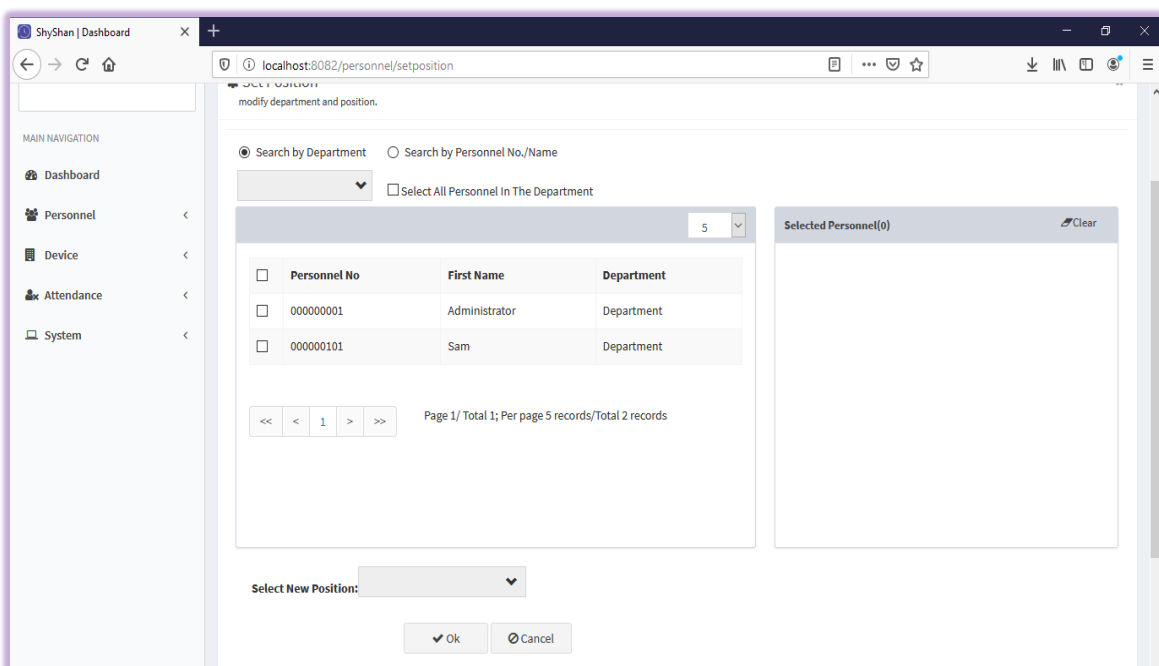 ShyShan | Dashboard
localhost:8082/personnel/setposition
Set Position
modify department and position.
MAIN NAVIGATION
Dashboard
Personnel
Device
Attendance
System
Search by Department
Search by Personnel No./Name
Select All Personnel In The Department
5
Personnel No First Name Department
000000001 Administrator Department
000000101 Sam Department
<< < 1 > >>
Page 1/ Total 1; Per page 5 records/Total 2 records
Selected Personnel(0)
Clear
Select New Position:
Ok
Cancel